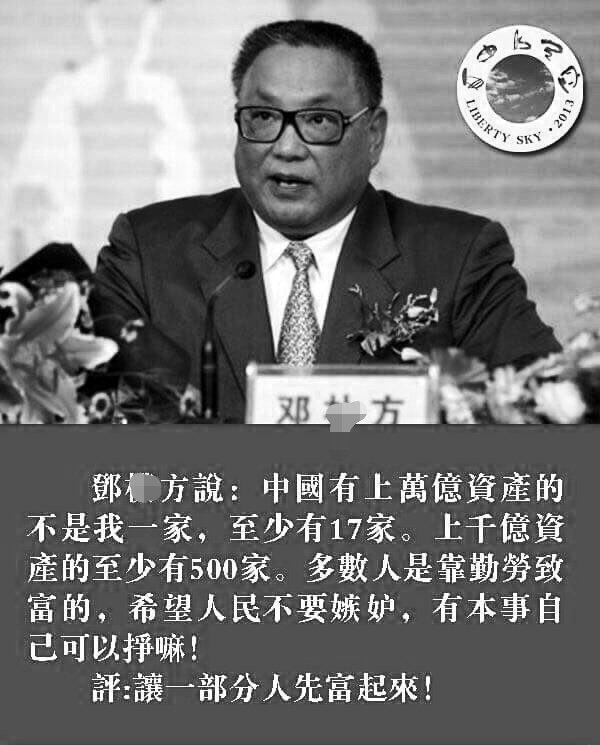 LIBERTY SKY · 2013
邓 方
鄧 方說：中國有上萬億資產的
不是我一家，至少有17家。上千億資
產的至少有500家。多數人是靠勤勞致
富的，希望人民不要嫉妒，有本事自
己可以掙嘛！
評:讓一部分人先富起來！